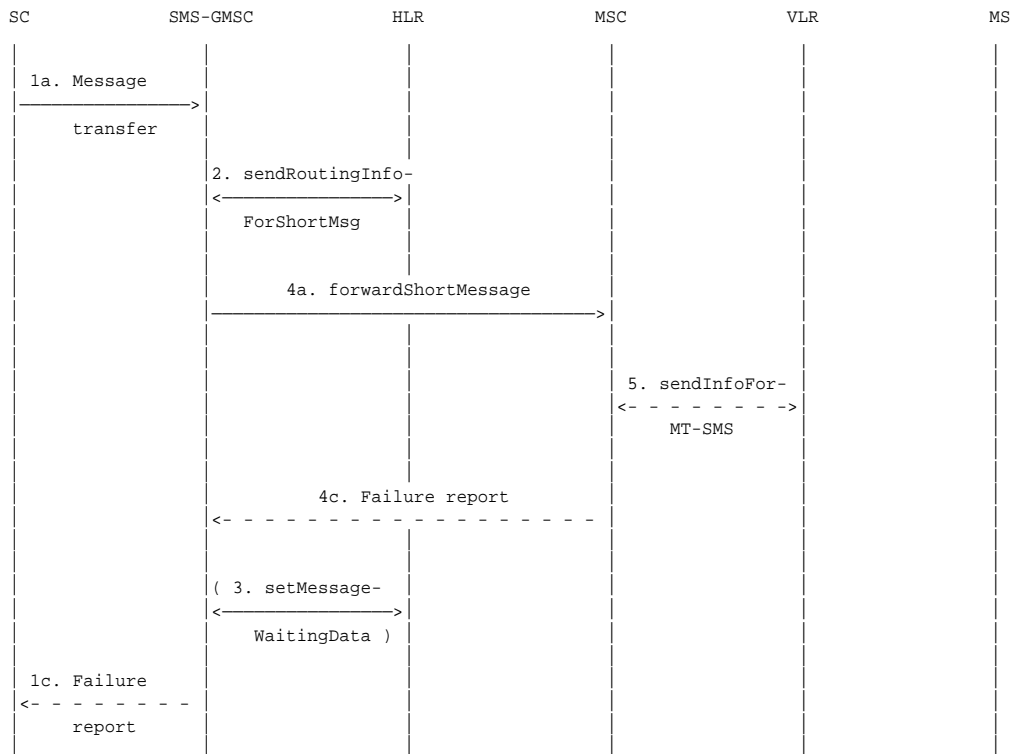 SC SMS-GMSC HLR MSC VLR MS
1a. Message
transfer
2. sendRoutingInfo-
ForShortMsg
4a. forwardShortMessage
5. sendInfoFor-
MT-SMS
4c. Failure report
( 3. setMessage-
WaitingData )
1c. Failure
report